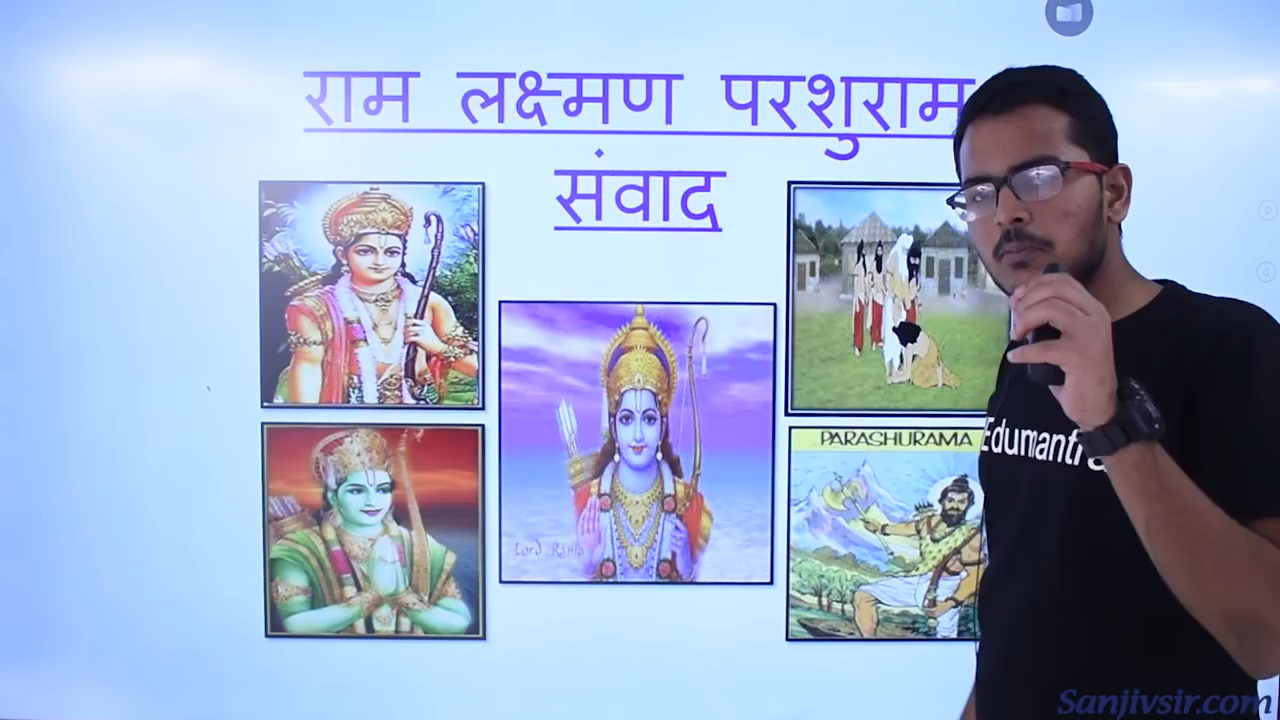 राम लक्ष्मण परशुराम
संवाद
PARASHURAMA
Lord Rama
Edumantra
Sanjivsir.com